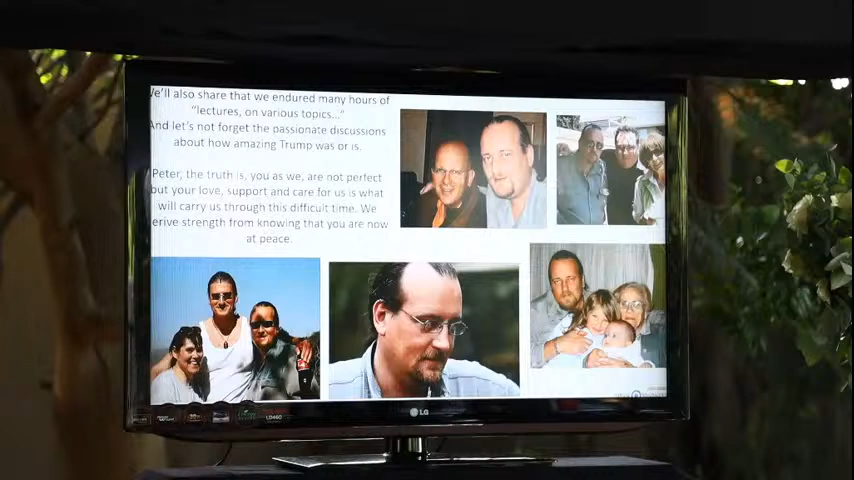 We'll also share that we endured many hours of
"lectures, on various topics..."
And let's not forget the passionate discussions
about how amazing Trump was or is.
Peter, the truth is, you as we, are not perfect
but your love, support and care for us is what
will carry us through this difficult time. We
erive strength from knowing that you are now
at peace.
LG